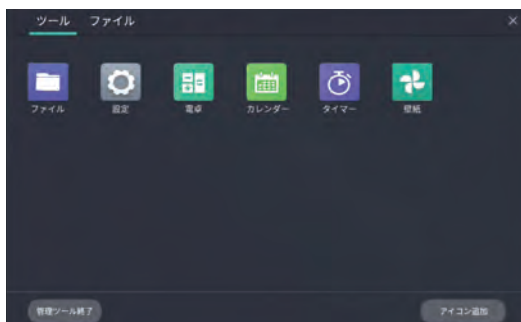 ツール ファイル
ファイル 設定 電卓 カレンダー タイマー 壁紙
管理ツール終了 アイコン追加